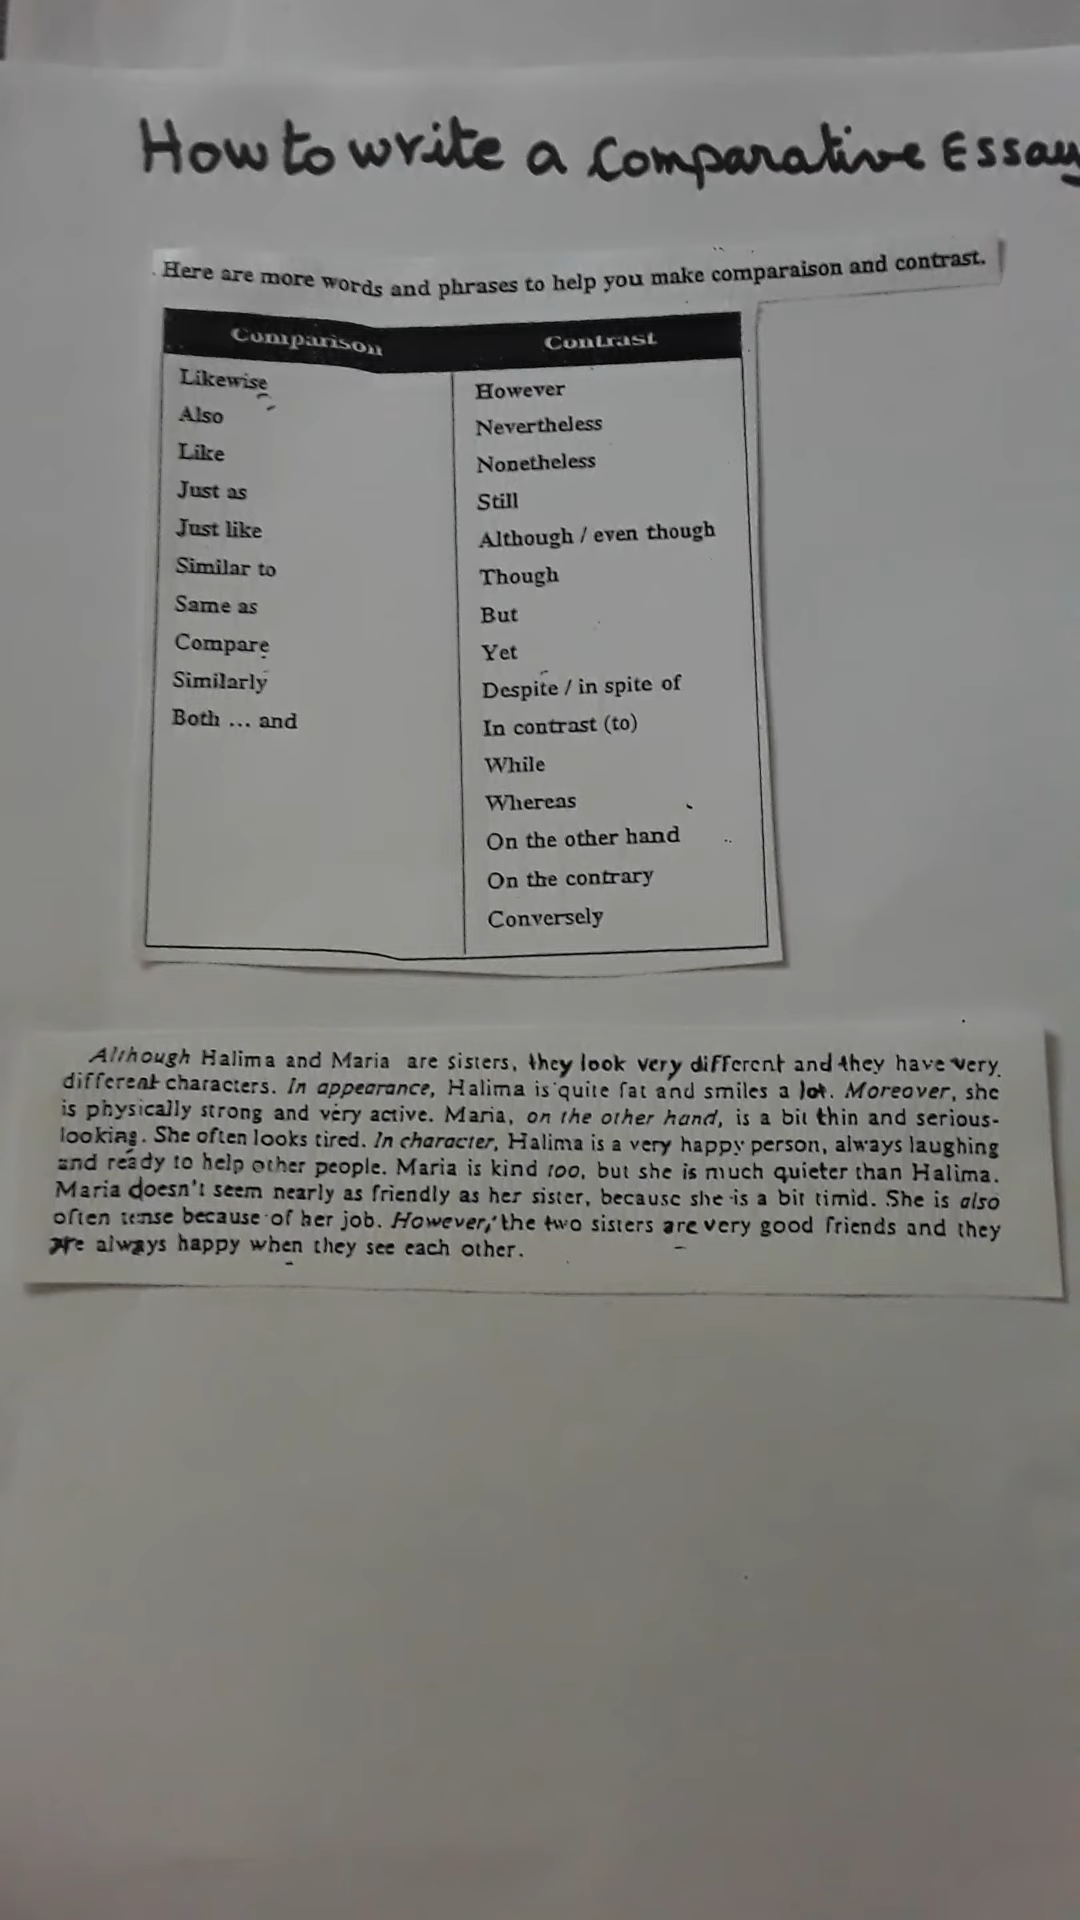 How to write a Comparative Essay
Here are more words and phrases to help you make comparaison and contrast.
Comparison
Contrast
Likewise
Also
Like
Just as
Just like
Similar to
Same as
Compare
Similarly
Both ... and
However
Nevertheless
Nonetheless
Still
Although / even though
Though
But
Yet
Despite / in spite of
In contrast (to)
While
Whereas
On the other hand
On the contrary
Conversely
Although Halima and Maria are sisters, they look very different and they have very
different characters. In appearance, Halima is quite fat and smiles a lot. Moreover, she
is physically strong and very active. Maria, on the other hand, is a bit thin and serious-
looking. She often looks tired. In character, Halima is a very happy person, always laughing
and ready to help other people. Maria is kind too, but she is much quieter than Halima.
Maria doesn't seem nearly as friendly as her sister, because she is a bit timid. She is also
often tense because of her job. However, the two sisters are very good friends and they
are always happy when they see each other.